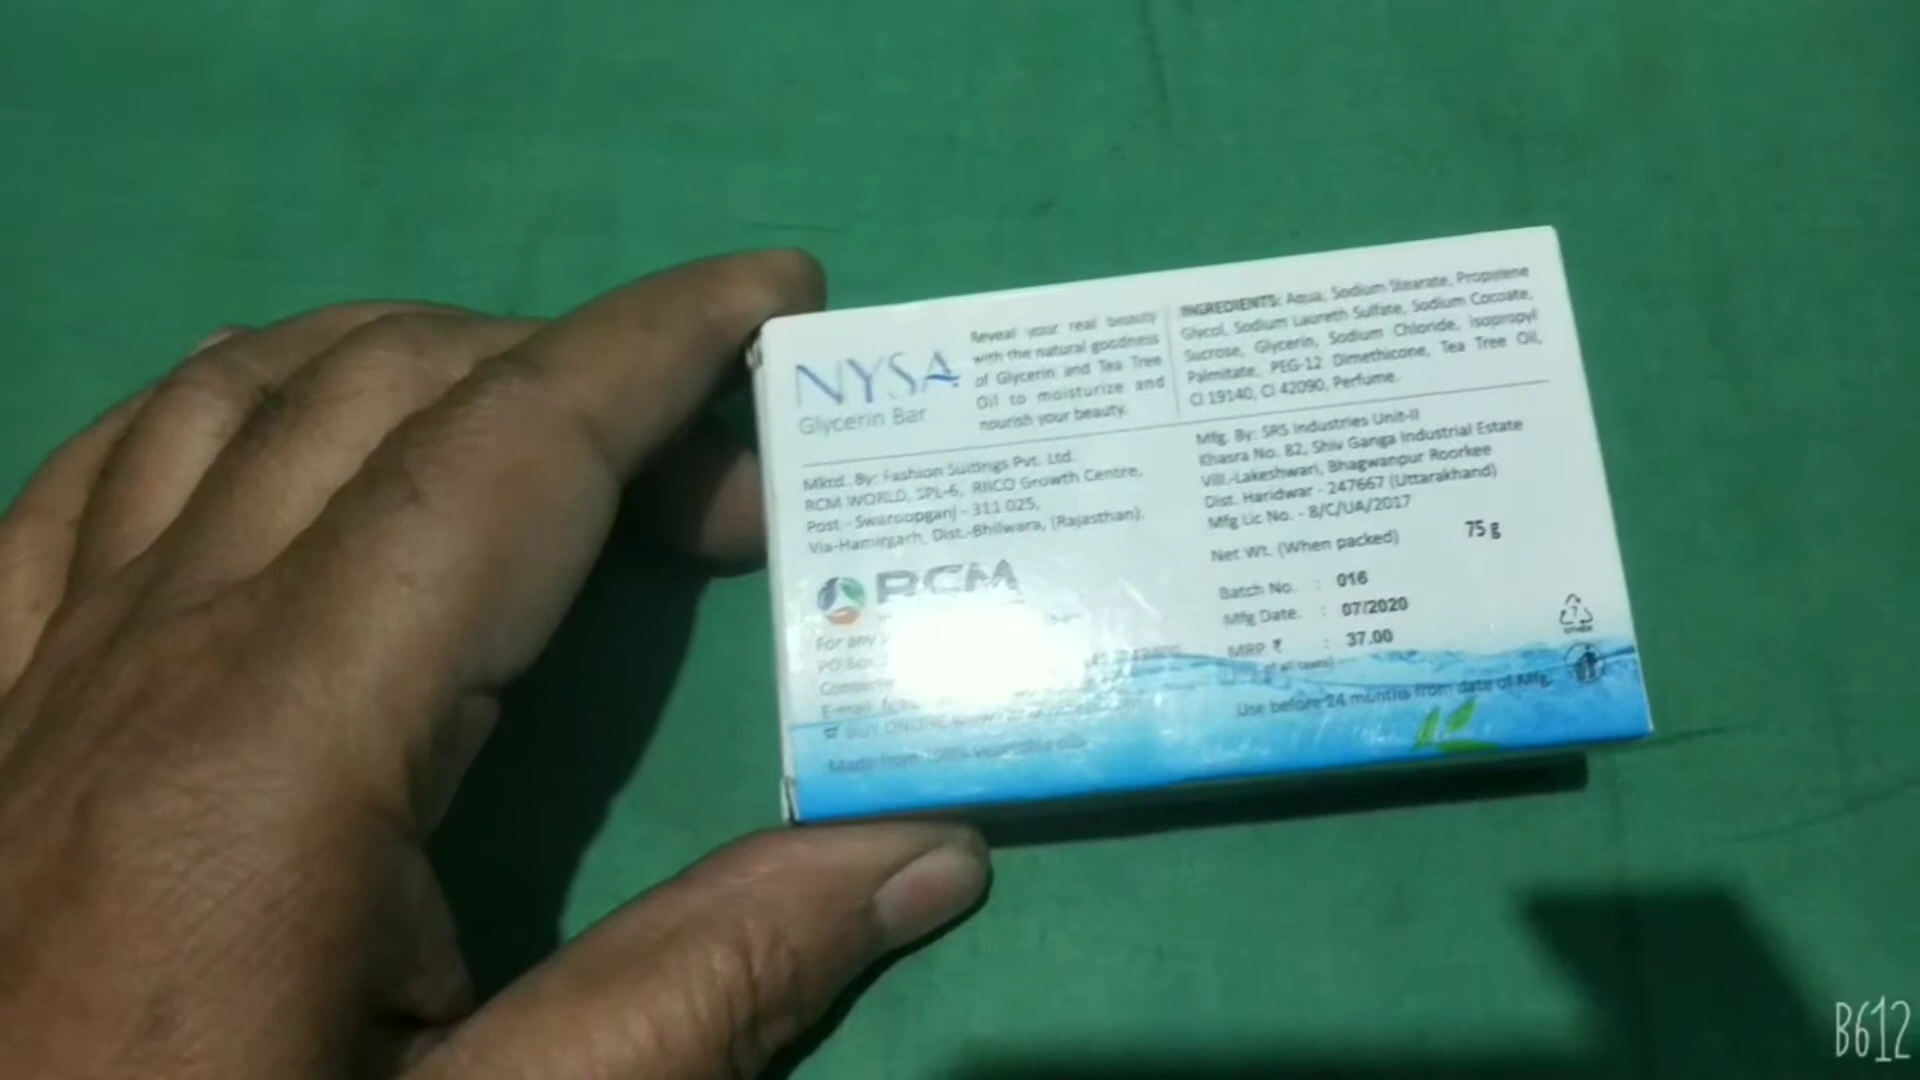 NYSA
Glycerin Bar
Reveal your real beauty
with the natural goodness
of Glycerin and Tea Tree
Oil to moisturize and
nourish your beauty.
INGREDIENTS: Aqua, Sodium Stearate, Propylene
Glycol, Sodium Laureth Sulfate, Sodium Cocoate,
Sucrose, Glycerin, Sodium Chloride, Isopropyl
Palmitate, PEG-12 Dimethicone, Tea Tree Oil,
CI 19140, CI 42090, Perfume.
Mktd. By: Fashion Suitings Pvt. Ltd.
RCM WORLD, SPL-6, RIICO Growth Centre,
Post - Swaroopganj - 311 025,
Via-Hamirgarh, Dist.-Bhilwara, (Rajasthan).
RCM
For any
PO Box
Consumer
E-mail
BUY ONLINE
Made from 100% vegetable oils
Mfg. By: SRS Industries Unit-II
Khasra No. 82, Shiv Ganga Industrial Estate
Vill.-Lakeshwari, Bhagwanpur Roorkee
Dist. Haridwar - 247667 (Uttarakhand)
Mfg Lic No. - 8/C/UA/2017
Net Wt. (When packed) 75 g
Batch No. : 016
Mfg Date. : 07/2020
MRP ₹ : 37.00
of all taxes)
Use before 24 months from date of Mfg.
7
OTHER
B612